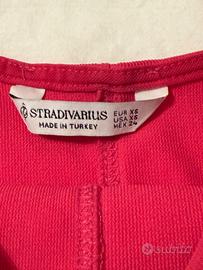 STRADIVARIUS
MADE IN TURKEY
EUR XS
USA XS
MEX 24
subito